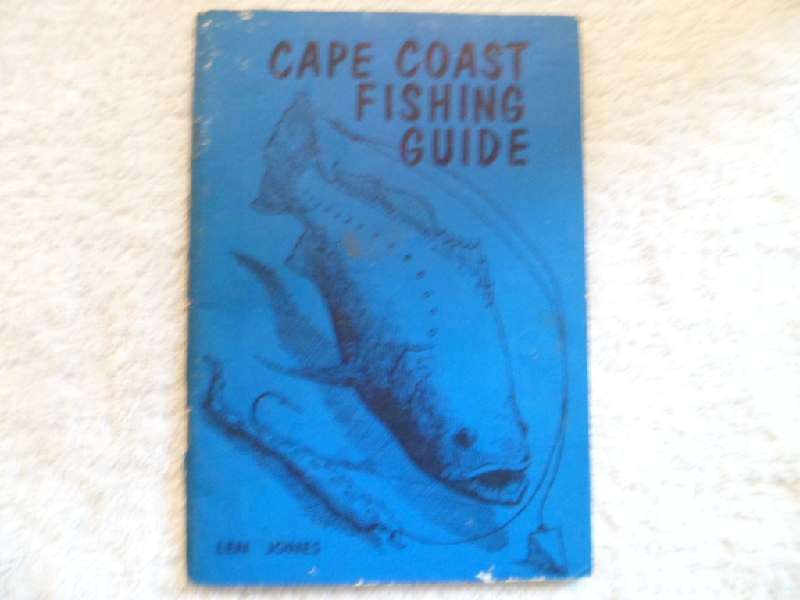 CAPE COAST
FISHING
GUIDE
LEN JONES